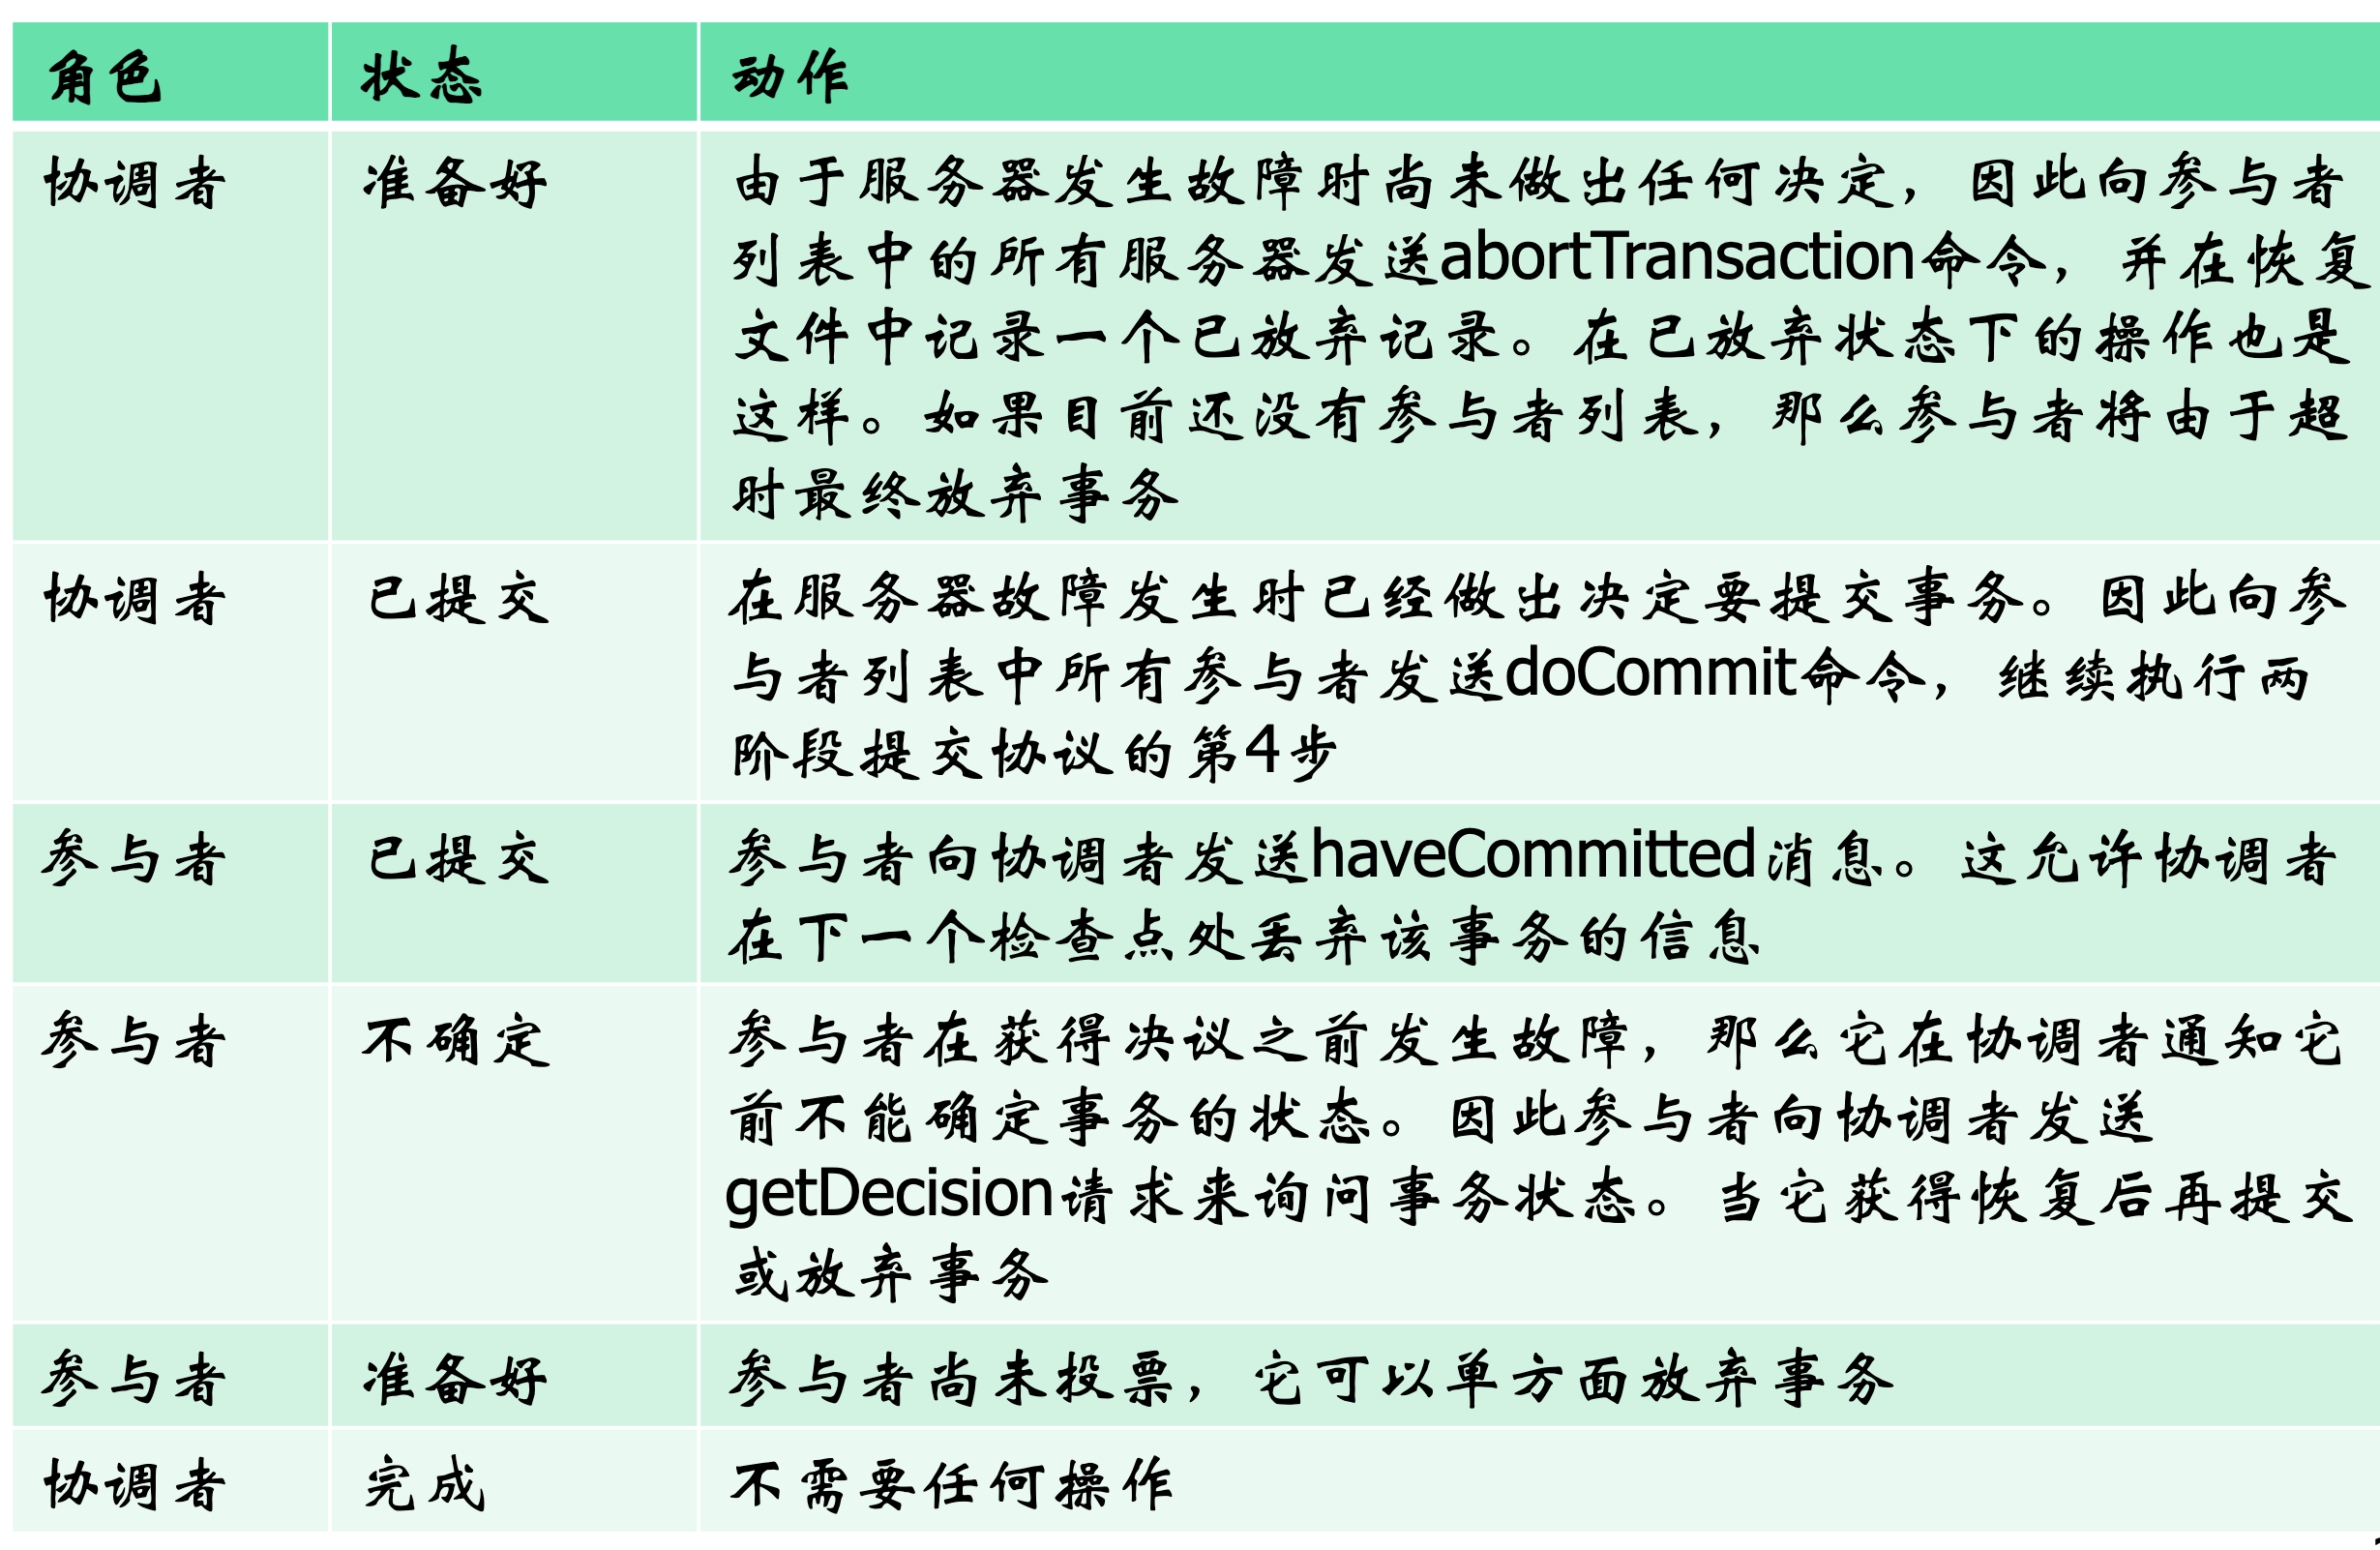 角色 状态 动作
协调者 准备好 由于服务器发生故障时尚未做出任何决定，因此向参与者
列表中的所有服务器发送abortTransaction命令，并在恢复
文件中记录一个已放弃记录。在已放弃状态下的操作也是
这样。如果目前还没有参与者列表，那么参与者将由于超
时最终放弃事务
协调者 已提交 在服务器故障发生时已经做出决定要提交事务。因此向参
与者列表中所有参与者发送doCommit命令，继续执行两
阶段提交协议的第4步
参与者 已提交 参与者向协调者发送haveCommitted消息。这允许协调者
在下一个检查点处丢弃该事务的信息
参与者 不确定 参与者在获得决议之前发生故障，那么它在协调者通知它
前不能确定事务的状态。因此参与者向协调者发送
getDecision请求来询问事务状态。当它获得恢复后再提交
或放弃事务
参与者 准备好 参与者尚未投票，它可以单方面放弃事务
协调者 完成 不需要任何操作